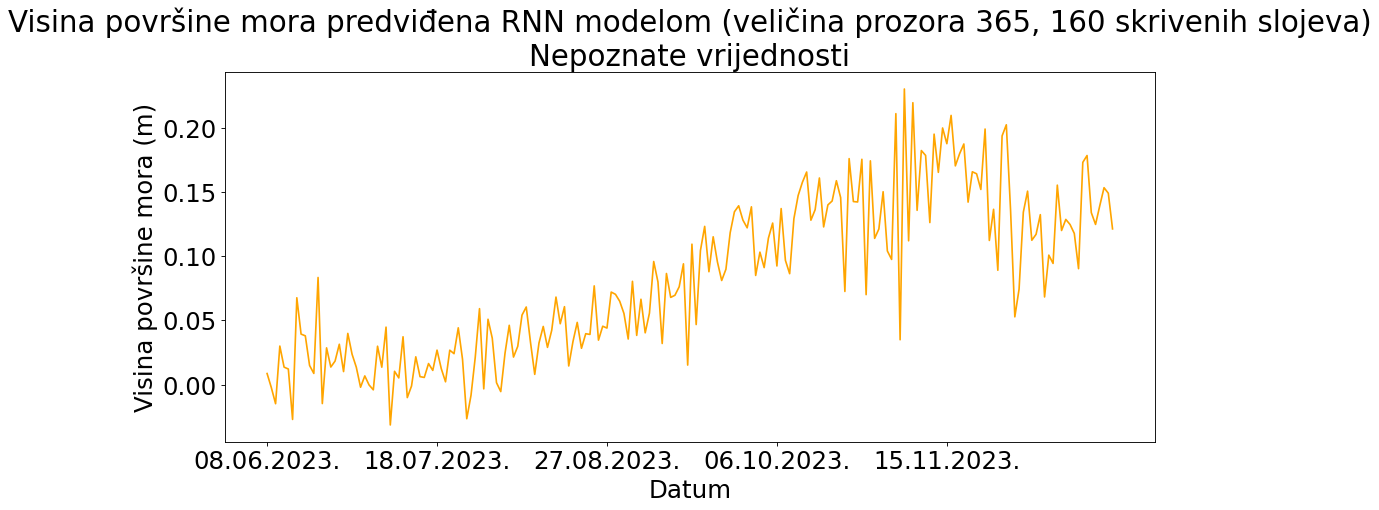 Visina površine mora predviđena RNN modelom (veličina prozora 365, 160 skrivenih slojeva)
Nepoznate vrijednosti
Visina površine mora (m)
0.20
0.15
0.10
0.05
0.00
08.06.2023. 18.07.2023. 27.08.2023. 06.10.2023. 15.11.2023.
Datum